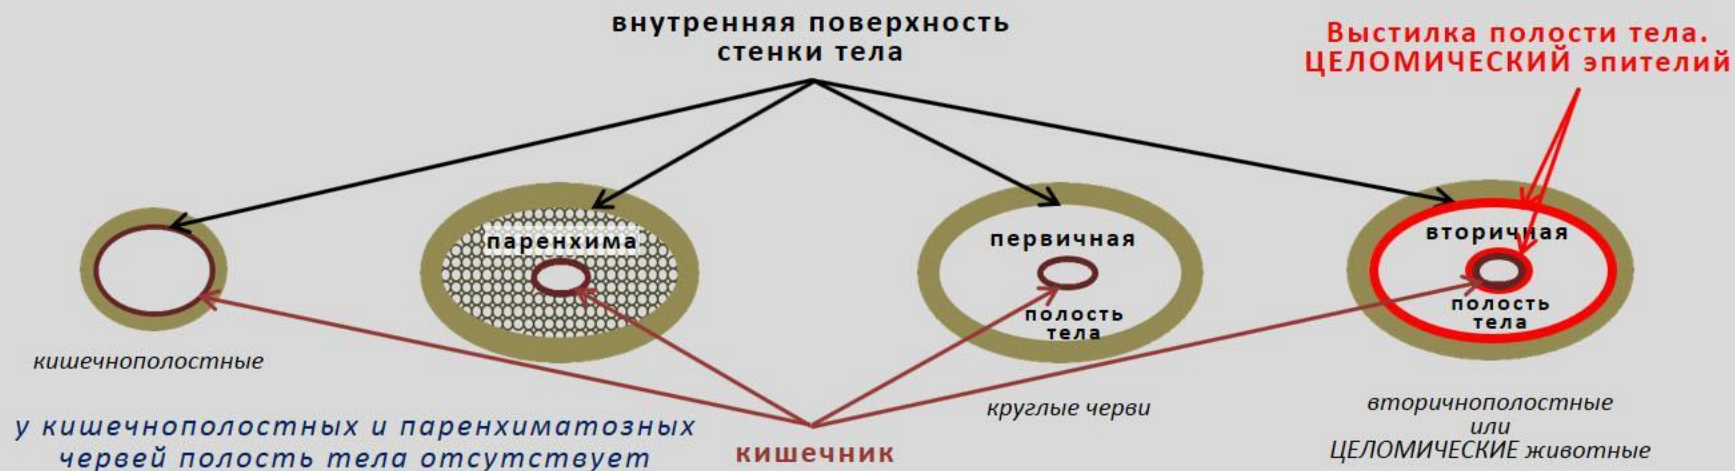 внутренняя поверхность
стенки тела
Выстилка полости тела.
ЦЕЛОМИЧЕСКИЙ эпителий
паренхима
первичная
полость
тела
вторичная
полость
тела
кишечнополостные
круглые черви
вторичнополостные
или
ЦЕЛОМИЧЕСКИЕ животные
у кишечнополостных и паренхиматозных
червей полость тела отсутствует
кишечник